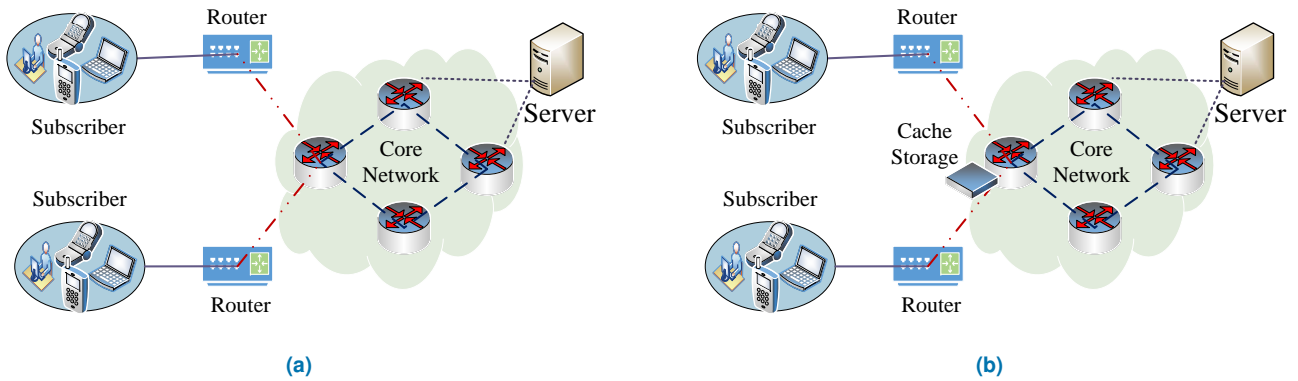 Router
Subscriber
Server
Core
Network
Subscriber
Router
(a)
Router
Subscriber
Server
Cache
Storage
Core
Network
Subscriber
Router
(b)